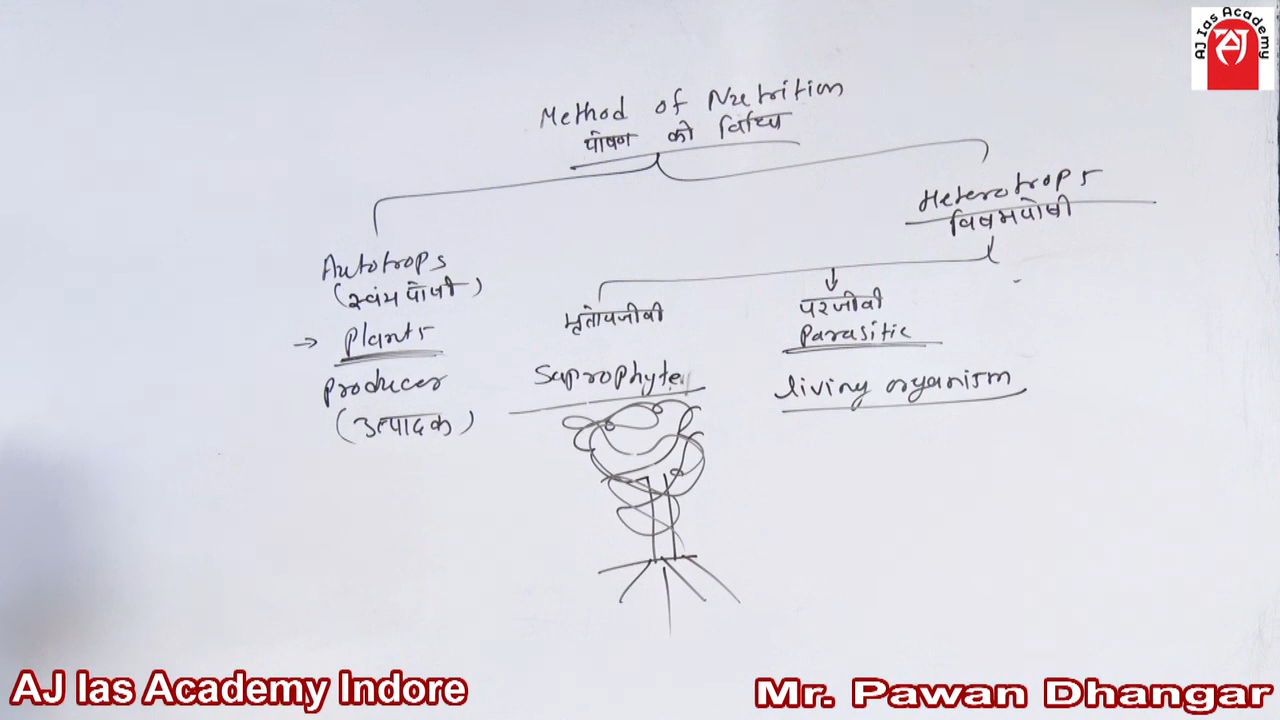 AJ Ias Academy
Method of Nutrition
पोषण की विधि
Autotrops
(स्वंमपोषी)
→ Plants
Producer
(उत्पादक)
Heterotrops
विषमपोषी
मृतोपजीवी
Saprophyte
परजीवी
Parasitic
living organism
AJ Ias Academy Indore
Mr. Pawan Dhangar